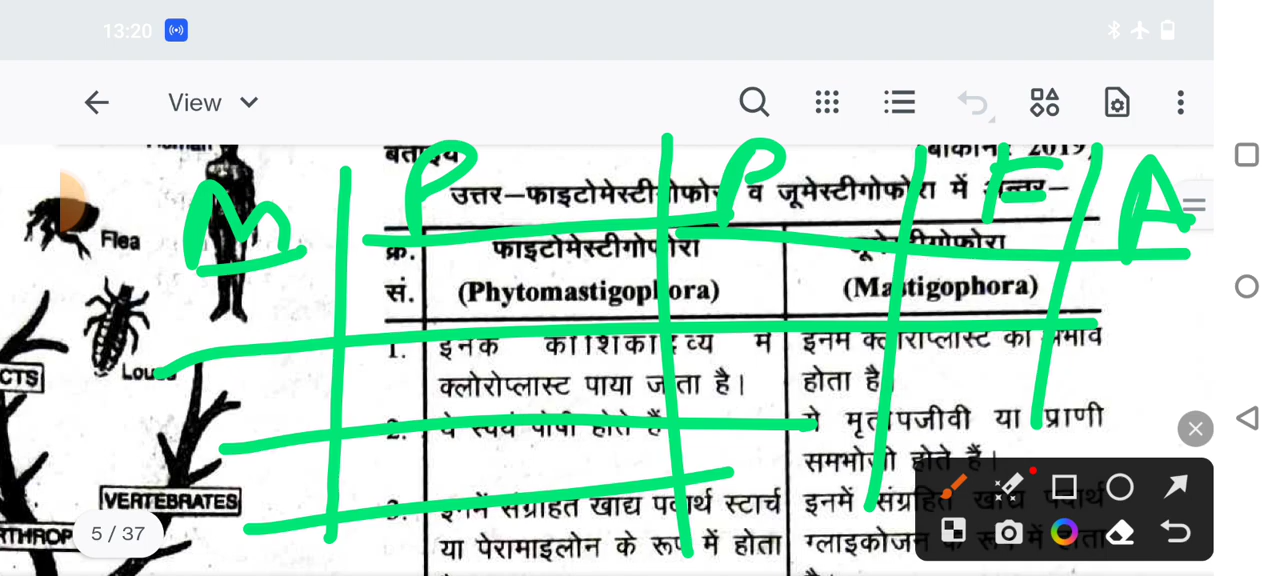 13:20
View
बताइये
2019,
उत्तर–फाइटोमेस्टीगोफोरा व जूमेस्टीगोफोरा में अन्तर–
M P P F A
Flea
क्र. सं.
फाइटोमेस्टीगोफोरा
(Phytomastigophora)
(Mastigophora)
1. इनके कोशिकाद्रव्य में
क्लोरोप्लास्ट पाया जाता है।
इनमें क्लोरोप्लास्ट का अभाव
होता है
2. ये स्वयं पोषी होते हैं
ये मृतोपजीवी या प्राणी
समभोजी होते हैं।
3. इनमें संग्रहित खाद्य पदार्थ स्टार्च
या पेरामाइलोन के रूप में होता
इनमें संग्रहित खाद्य पदार्थ
ग्लाइकोजन के रूप में होता
है।
CTS
VERTEBRATES
5 / 37